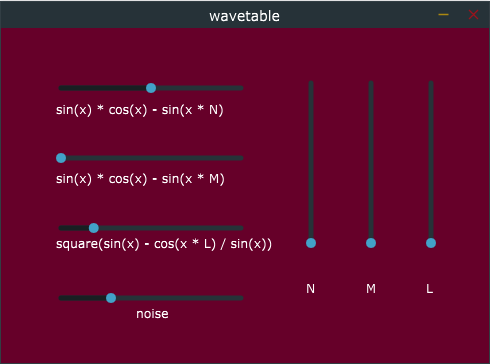 wavetable
sin(x) * cos(x) - sin(x * N)
sin(x) * cos(x) - sin(x * M)
square(sin(x) - cos(x * L) / sin(x))
noise
N M L